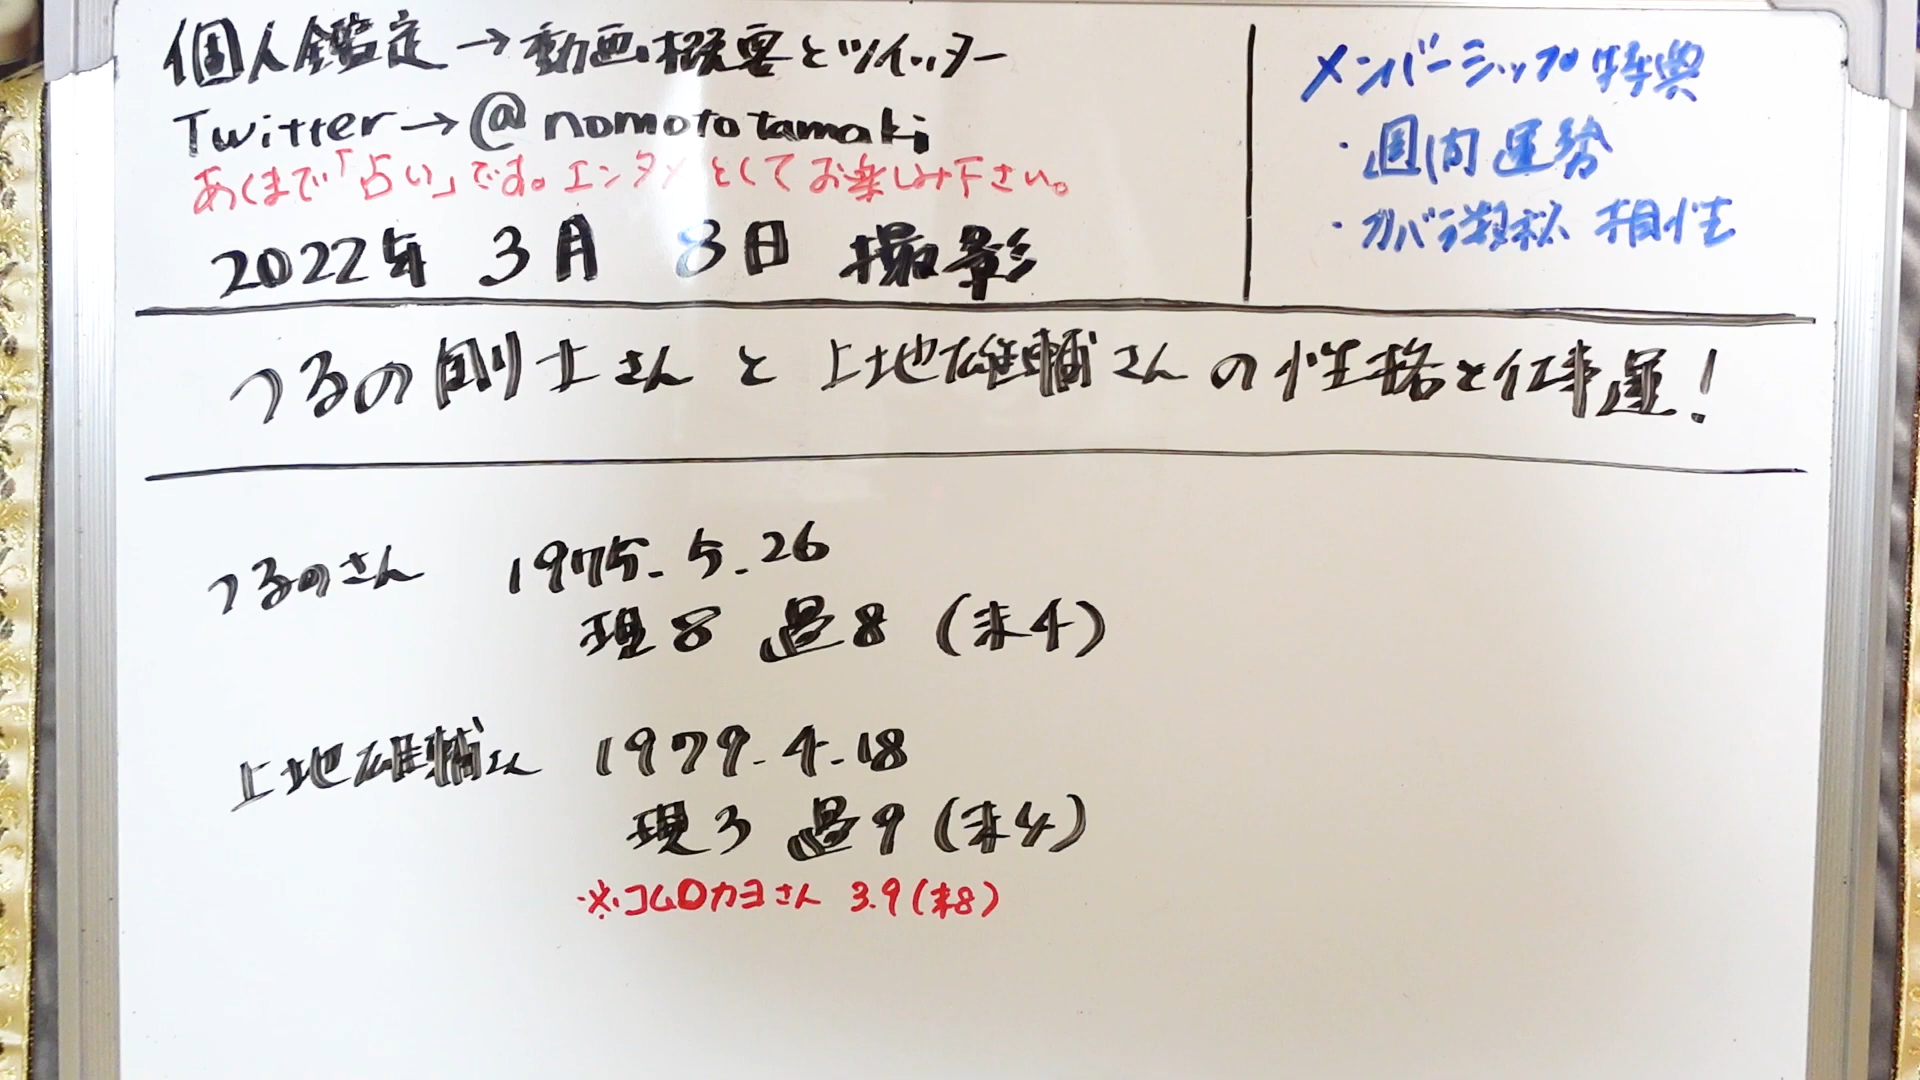 個人鑑定→動画概要とツイッター
Twitter→@nomototamaki
あくまで「占い」です。エンタメとしてお楽しみ下さい。
2022年 3月 8日 撮影
メンバーシップ特典
・週間運勢
・カバラ数秘 相性
つるの剛士さんと上地雄輔さんの性格と仕事運!
つるのさん 1975.5.26
現8 過8 (未4)
上地雄輔さん 1979.4.18
現3 過9 (未4)
※コムロカヨさん 3.9(未8)